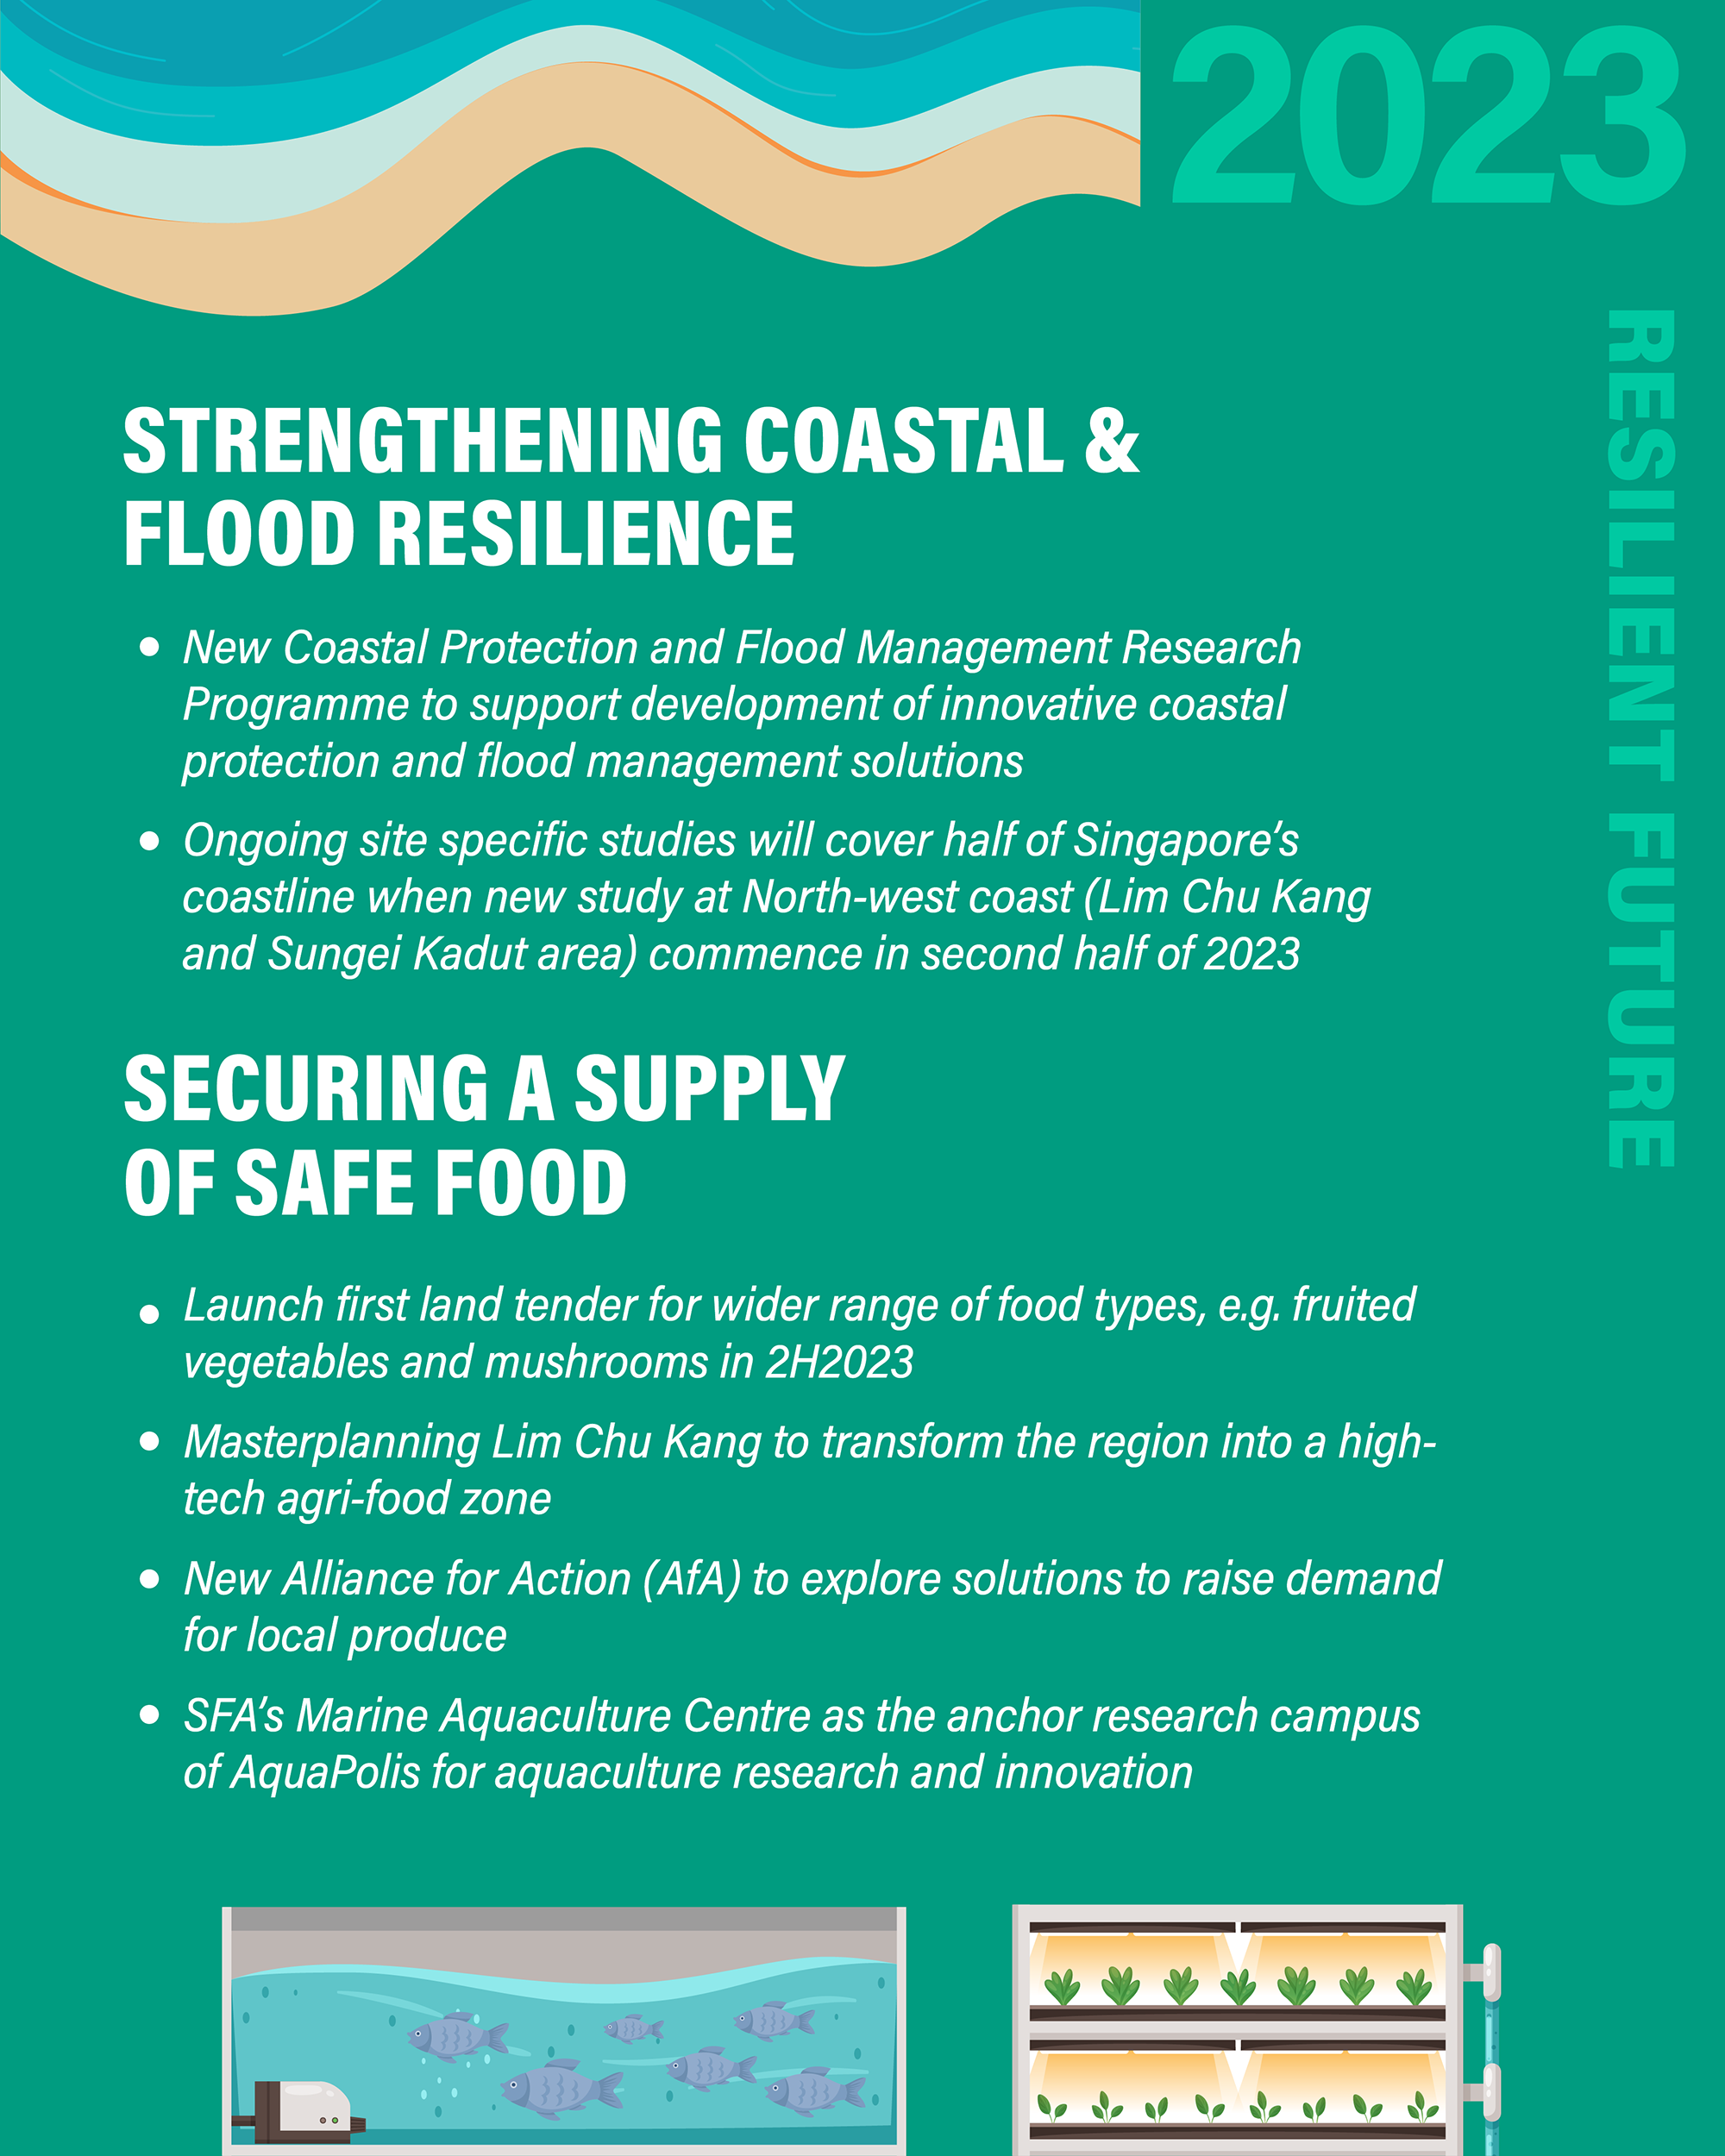 2023
RESILIENT FUTURE
STRENGTHENING COASTAL &
FLOOD RESILIENCE
• New Coastal Protection and Flood Management Research
Programme to support development of innovative coastal
protection and flood management solutions
• Ongoing site specific studies will cover half of Singapore's
coastline when new study at North-west coast (Lim Chu Kang
and Sungei Kadut area) commence in second half of 2023
SECURING A SUPPLY
OF SAFE FOOD
• Launch first land tender for wider range of food types, e.g. fruited
vegetables and mushrooms in 2H2023
• Masterplanning Lim Chu Kang to transform the region into a high-
tech agri-food zone
• New Alliance for Action (AfA) to explore solutions to raise demand
for local produce
• SFA's Marine Aquaculture Centre as the anchor research campus
of AquaPolis for aquaculture research and innovation